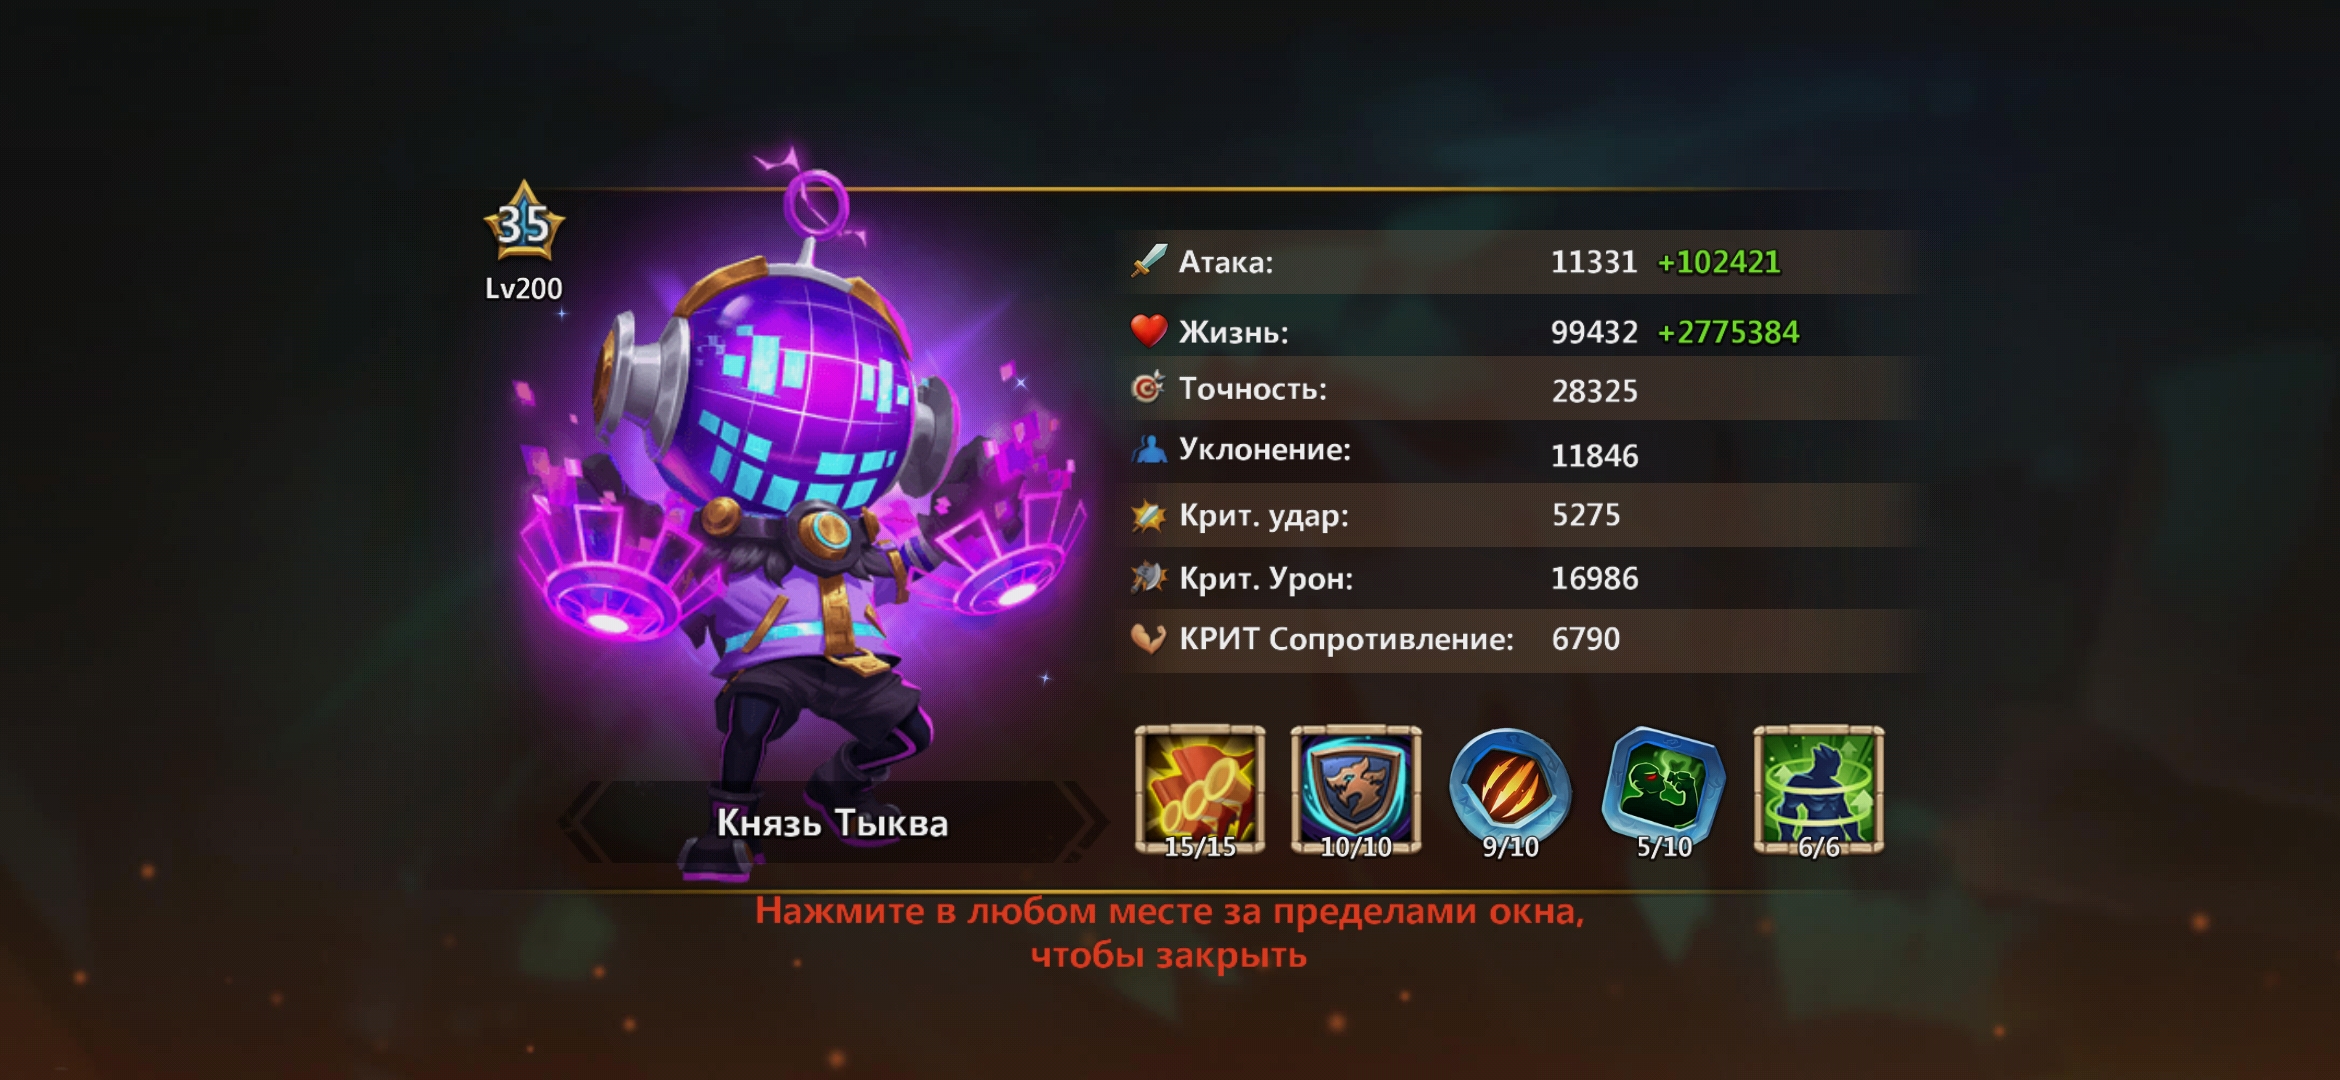 35
Lv200
Атака: 11331 +102421
Жизнь: 99432 +2775384
Точность: 28325
Уклонение: 11846
Крит. удар: 5275
Крит. Урон: 16986
КРИТ Сопротивление: 6790
15/15 10/10 9/10 5/10 6/6
Князь Тыква
Нажмите в любом месте за пределами окна,
чтобы закрыть